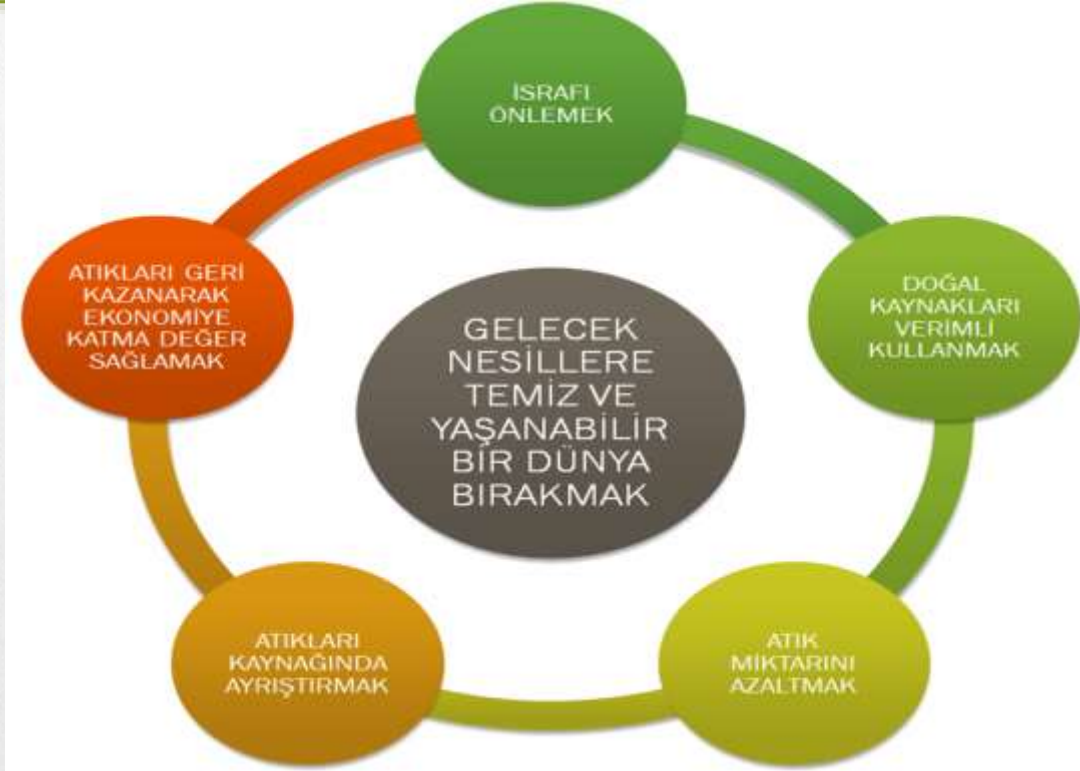 İSRAFI
ÖNLEMEK
DOĞAL
KAYNAKLARI
VERİMLİ
KULLANMAK
ATIK
MİKTARINI
AZALTMAK
ATIKLARI
KAYNAĞINDA
AYRIŞTIRMAK
ATIKLARI GERİ
KAZANARAK
EKONOMİYE
KATMA DEĞER
SAĞLAMAK
GELECEK
NESİLLERE
TEMİZ VE
YAŞANABİLİR
BİR DÜNYA
BIRAKMAK